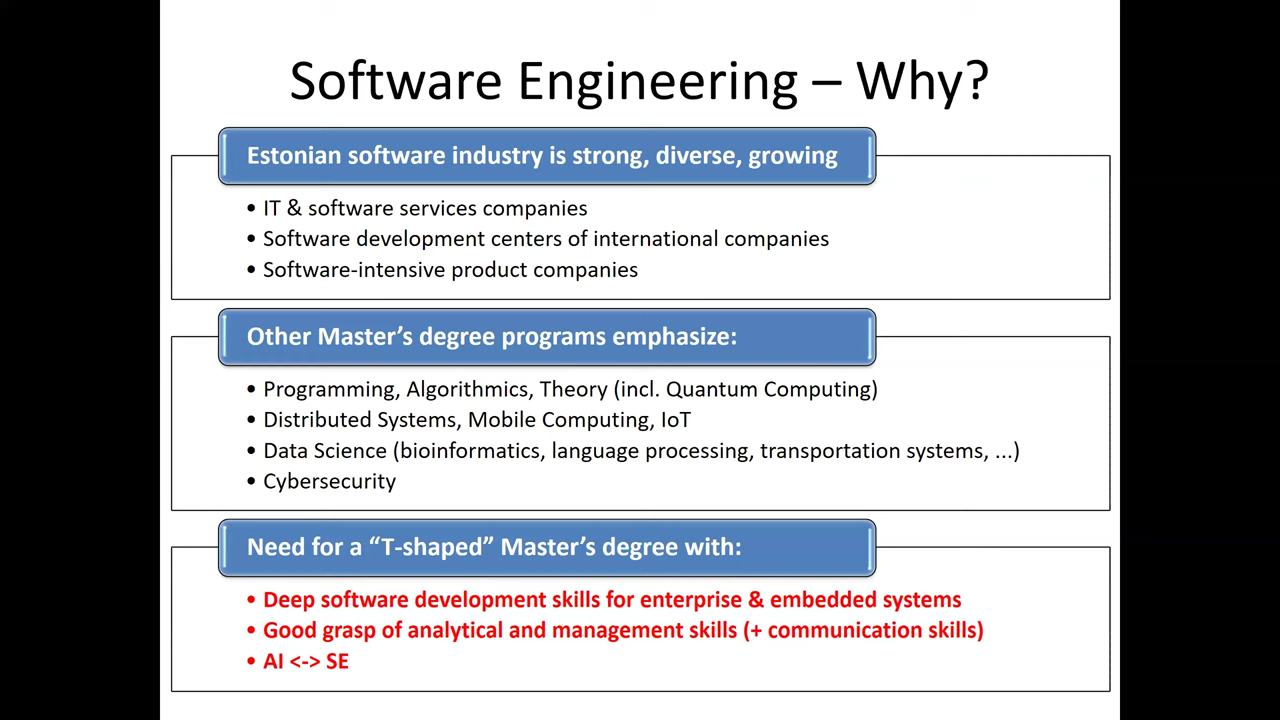 Software Engineering – Why?
Estonian software industry is strong, diverse, growing
• IT & software services companies
• Software development centers of international companies
• Software-intensive product companies
Other Master’s degree programs emphasize:
• Programming, Algorithmics, Theory (incl. Quantum Computing)
• Distributed Systems, Mobile Computing, IoT
• Data Science (bioinformatics, language processing, transportation systems, ...)
• Cybersecurity
Need for a “T-shaped” Master’s degree with:
• Deep software development skills for enterprise & embedded systems
• Good grasp of analytical and management skills (+ communication skills)
• AI <-> SE